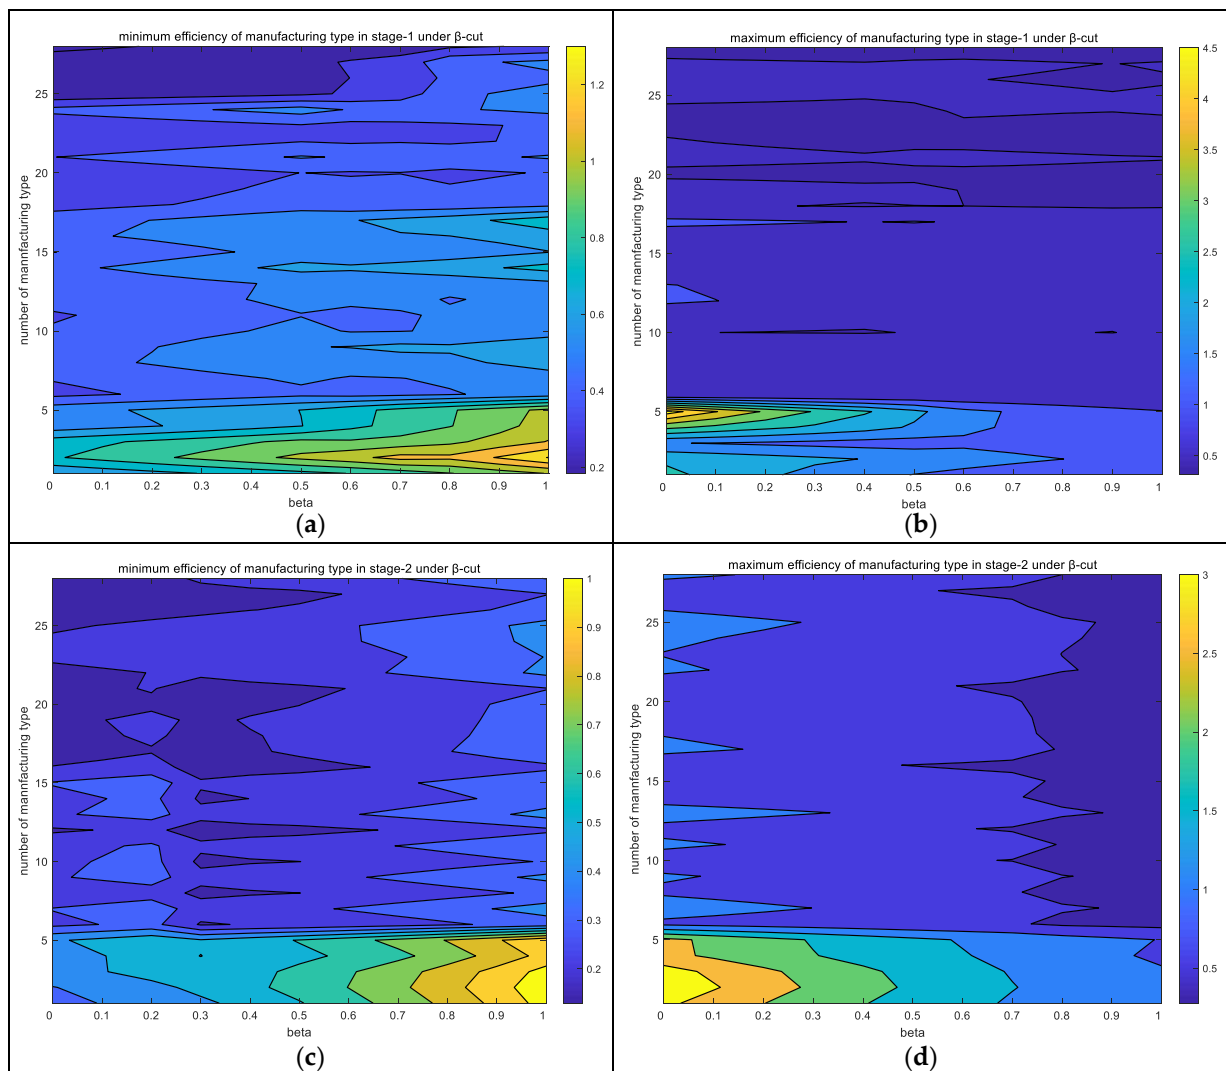 minimum efficiency of manufacturing type in stage-1 under β-cut
number of mannfacturing type
25
20
15
10
5
0 0.1 0.2 0.3 0.4 0.5 0.6 0.7 0.8 0.9 1
beta
1.2
1
0.8
0.6
0.4
0.2
(a)
maximum efficiency of manufacturing type in stage-1 under β-cut
number of mannfacturing type
25
20
15
10
5
0 0.1 0.2 0.3 0.4 0.5 0.6 0.7 0.8 0.9 1
beta
4.5
4
3.5
3
2.5
2
1.5
1
0.5
(b)
minimum efficiency of manufacturing type in stage-2 under β-cut
number of mannfacturing type
25
20
15
10
5
0 0.1 0.2 0.3 0.4 0.5 0.6 0.7 0.8 0.9 1
beta
1
0.9
0.8
0.7
0.6
0.5
0.4
0.3
0.2
(c)
maximum efficiency of manufacturing type in stage-2 under β-cut
number of mannfacturing type
25
20
15
10
5
0 0.1 0.2 0.3 0.4 0.5 0.6 0.7 0.8 0.9 1
beta
3
2.5
2
1.5
1
0.5
(d)